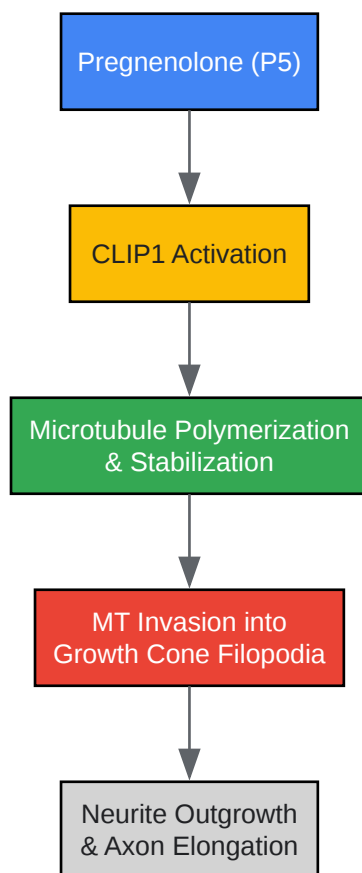 Pregnenolone (P5)
CLIP1 Activation
Microtubule Polymerization
& Stabilization
MT Invasion into
Growth Cone Filopodia
Neurite Outgrowth
& Axon Elongation